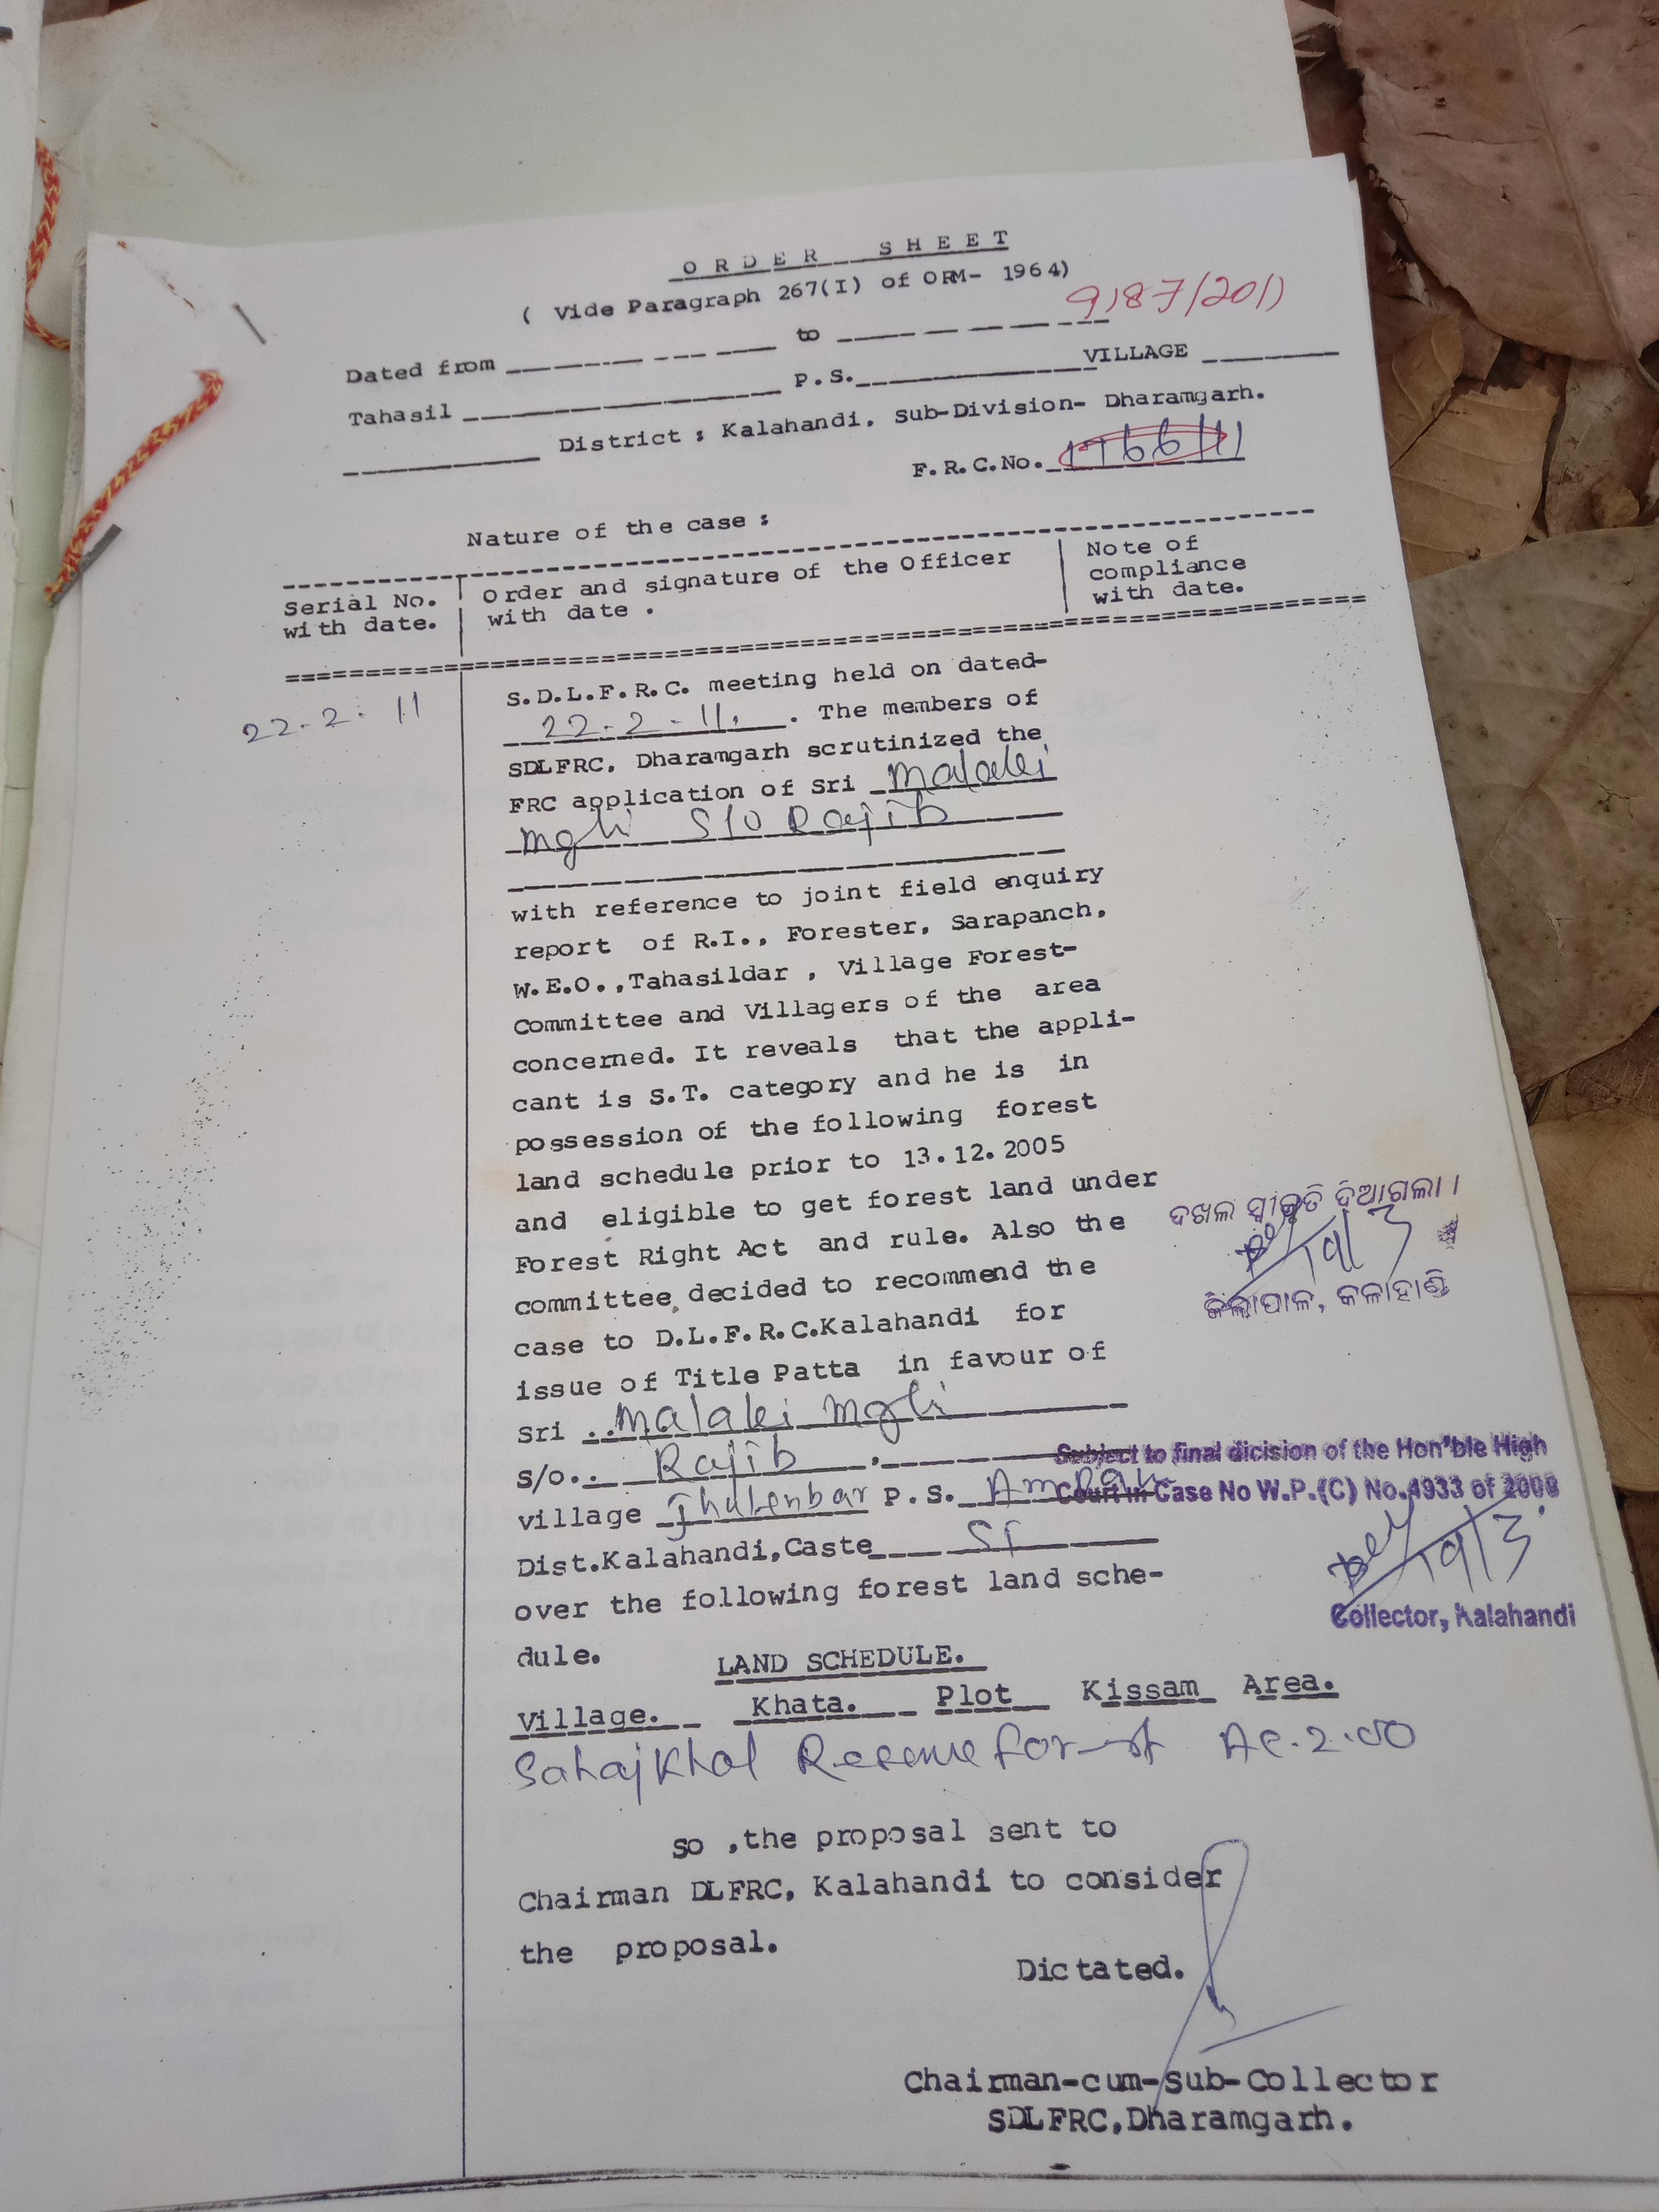 O R D E R   S H E E T
( Vide Paragraph 267(I) of ORM- 1964)
9187/2011
Dated from ____________ to ____________
Tahasil ____________ P.S.____________ VILLAGE ________
________ District ; Kalahandi, Sub-Division- Dharamgarh.
F.R.C.No. 1766/11
Nature of the case :
Serial No. with date. | Order and signature of the Officer with date . | Note of compliance with date.
22-2-11
S.D.L.F.R.C. meeting held on dated-
22-2-11. . The members of
SDLFRC, Dharamgarh scrutinized the
FRC application of Sri Malaki
S/o Rajib
with reference to joint field enquiry
report of R.I., Forester, Sarapanch,
W.E.O.,Tahasildar , Village Forest-
Committee and Villagers of the area
concerned. It reveals that the appli-
cant is S.T. category and he is in
possession of the following forest
land schedule prior to 13.12.2005
and eligible to get forest land under
Forest Right Act and rule. Also the
committee decided to recommend the
case to D.L.F.R.C.Kalahandi for
issue of Title Patta in favour of
Sri .. Malaki
s/o.. Rajib
village P.S.
Dist.Kalahandi,Caste ST
over the following forest land sche-
dule.
ଦଖଲ ସ୍ୱୀକୃତି ଦିଆଗଲା ।
ଜିଲ୍ଲାପାଳ, କଳାହାଣ୍ଡି
Subject to final dicision of the Hon'ble High
Court in Case No W.P.(C) No.4933 of 2008
Collector, Kalahandi
LAND SCHEDULE.
Village. Khata. Plot Kissam Area.
Sahajkhol Reserve forest Ac.2.00
So ,the proposal sent to
Chairman DLFRC, Kalahandi to consider
the proposal.
Dictated.
Chairman-cum-Sub-Collector
SDLFRC,Dharamgarh.